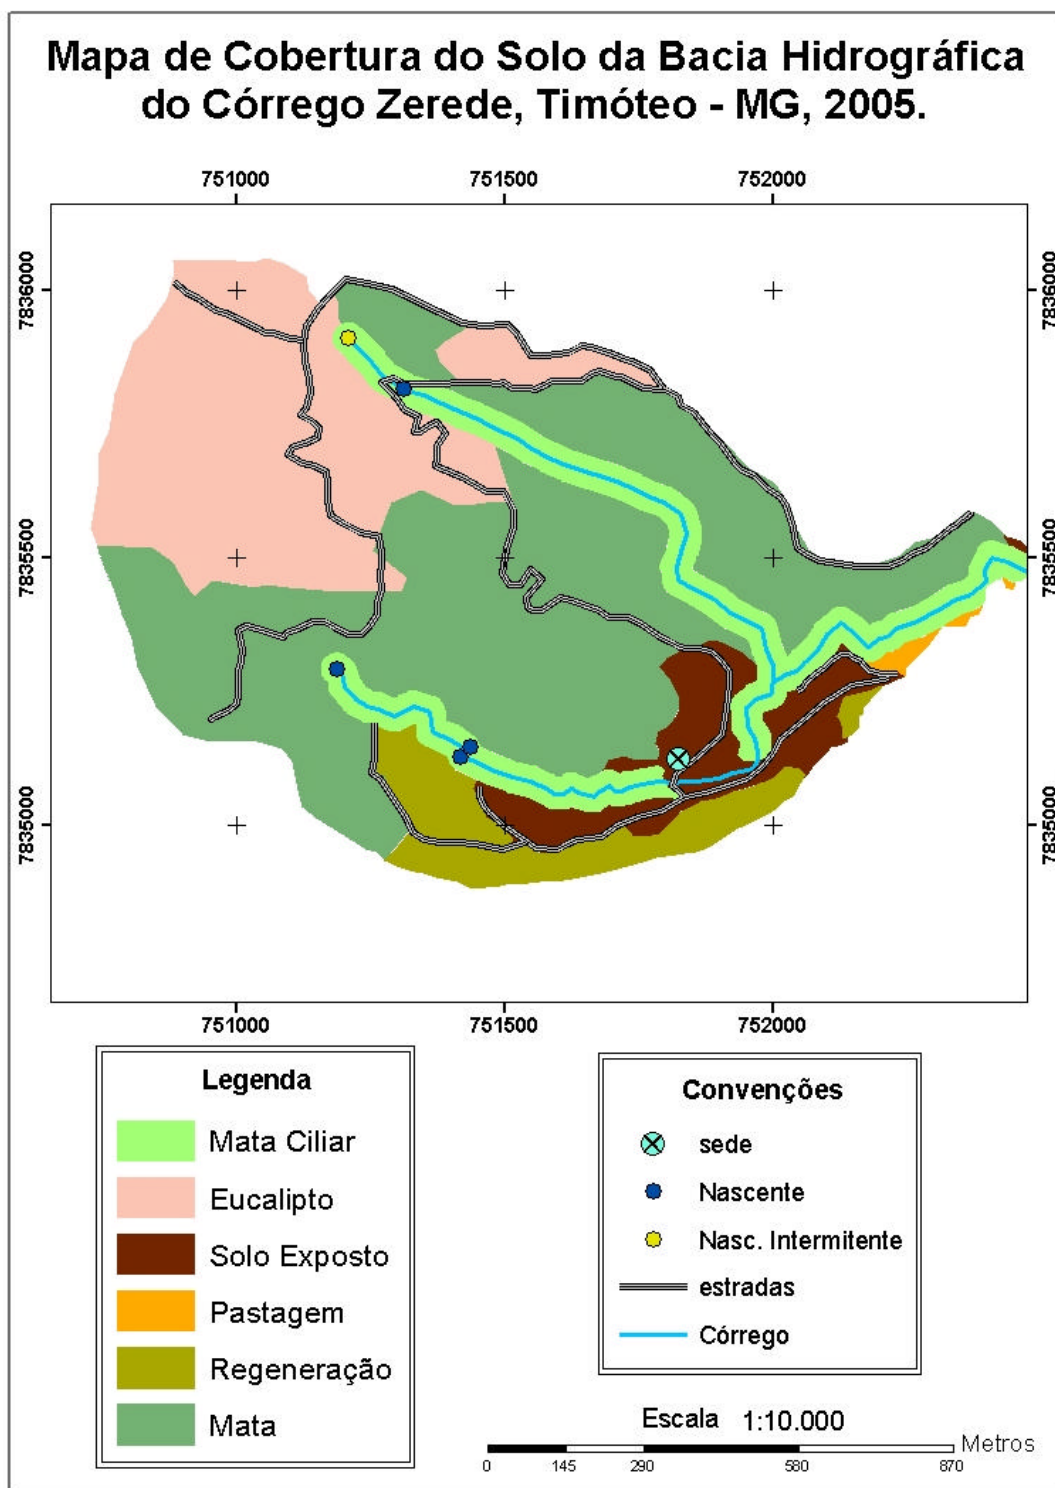 Mapa de Cobertura do Solo da Bacia Hidrográfica
do Córrego Zerede, Timóteo - MG, 2005.
751000 751500 752000
7836000 7836000
7835500 7835500
7835000 7835000
751000 751500 752000
Legenda
Mata Ciliar
Eucalipto
Solo Exposto
Pastagem
Regeneração
Mata
Convenções
sede
Nascente
Nasc. Intermitente
estradas
Córrego
Escala 1:10.000
Metros
0 145 290 580 870